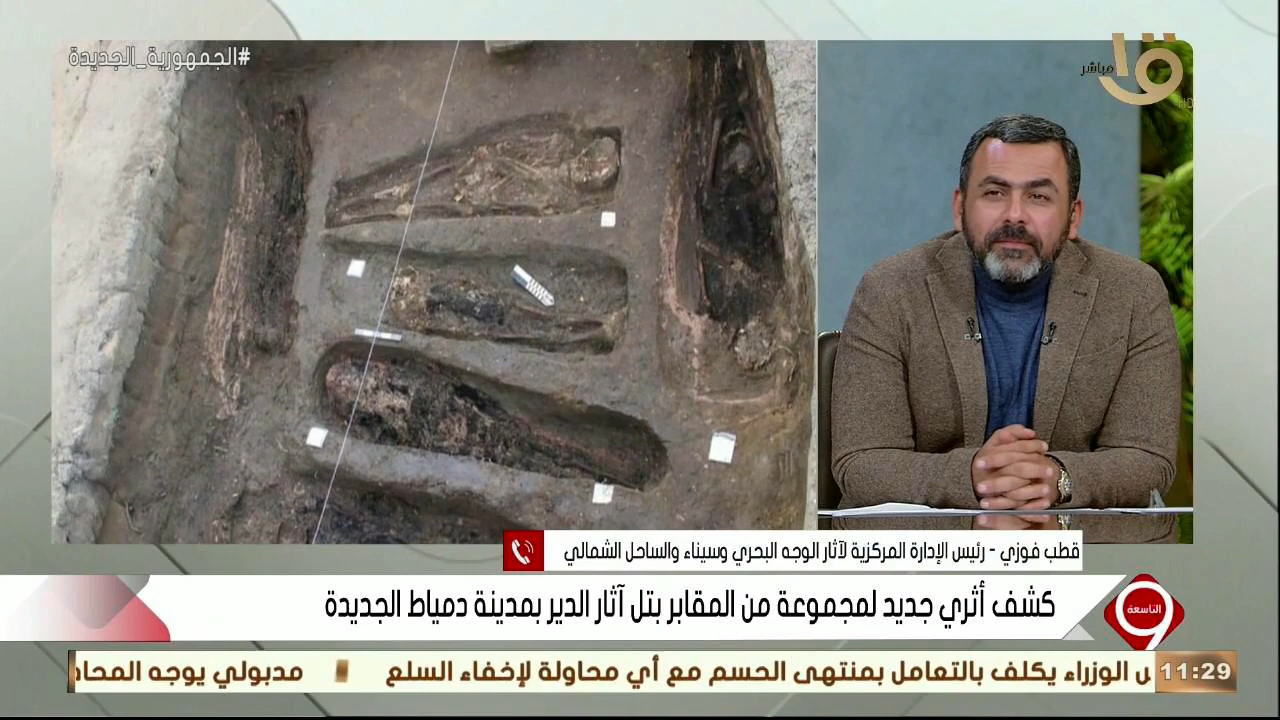 #الجمهورية_الجديدة
مباشر
HD
قطب فوزي - رئيس الإدارة المركزية لآثار الوجه البحري وسيناء والساحل الشمالي
كشف أثري جديد لمجموعة من المقابر بتل آثار الدير بمدينة دمياط الجديدة
التاسعة
9
11:29 الوزراء يكلف بالتعامل بمنتهى الحسم مع أي محاولة لإخفاء السلع مدبولي يوجه